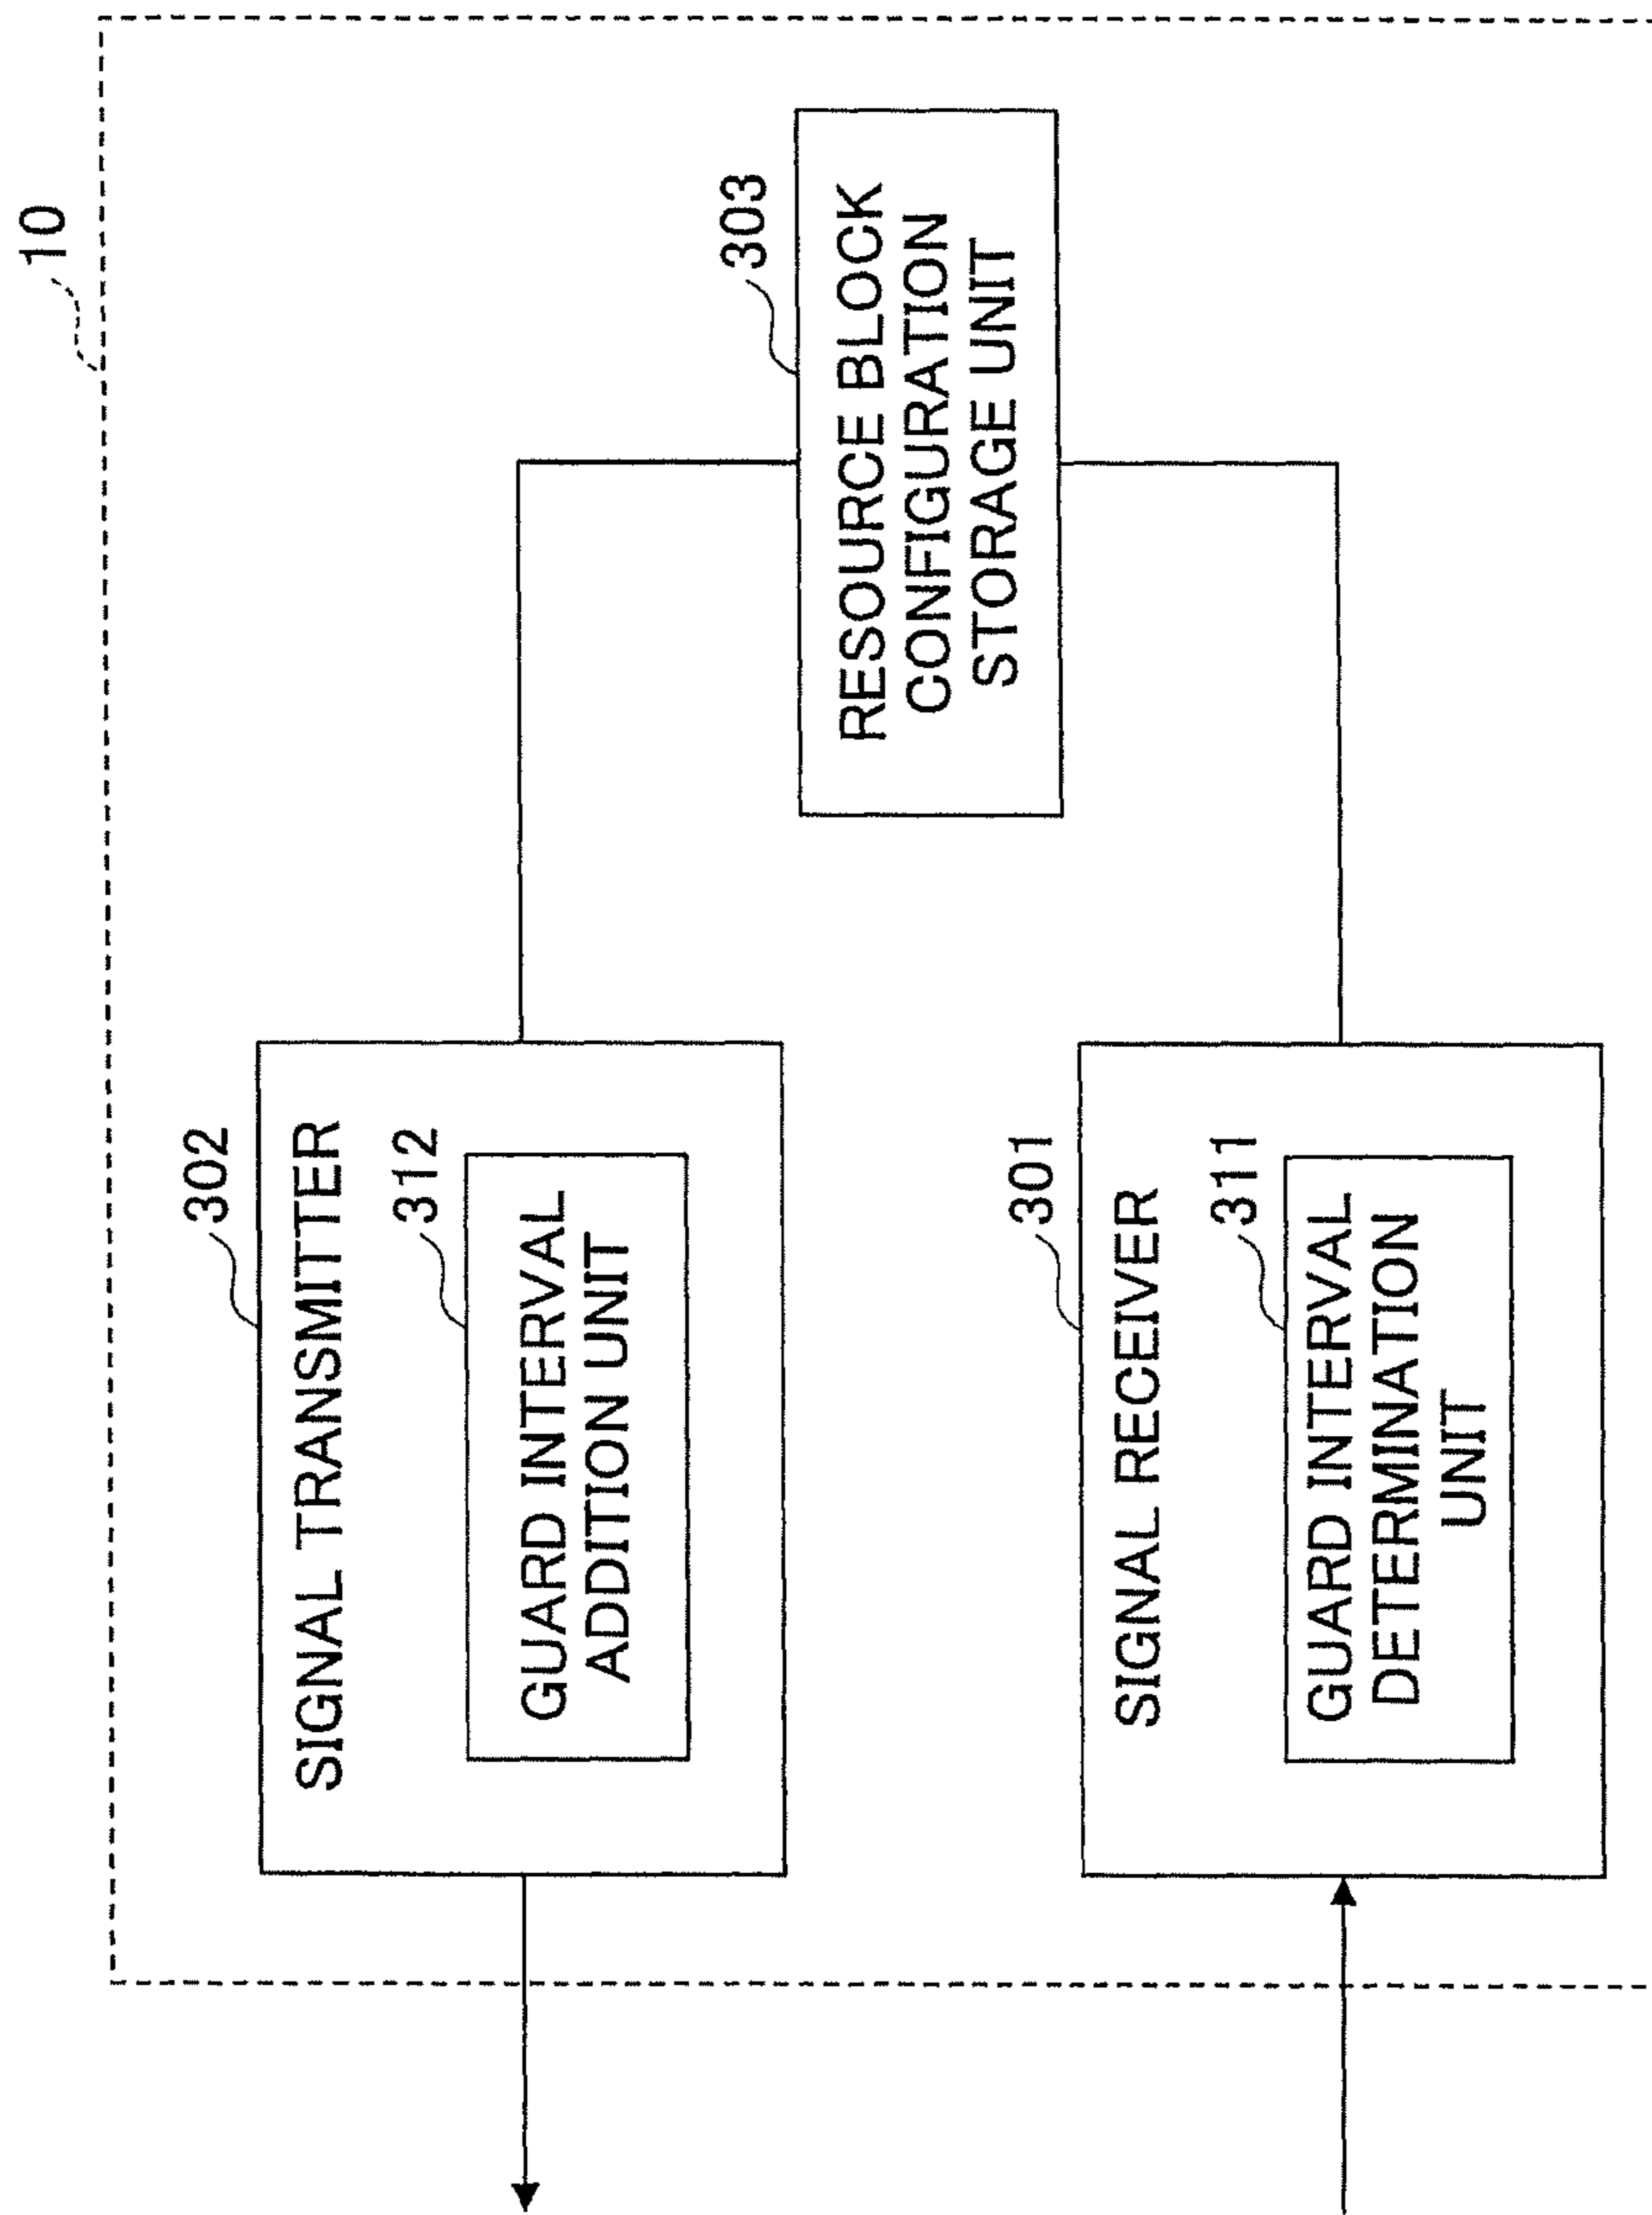 10
302
SIGNAL TRANSMITTER
312
GUARD INTERVAL
ADDITION UNIT
303
RESOURCE BLOCK
CONFIGURATION
STORAGE UNIT
301
SIGNAL RECEIVER
311
GUARD INTERVAL
DETERMINATION
UNIT